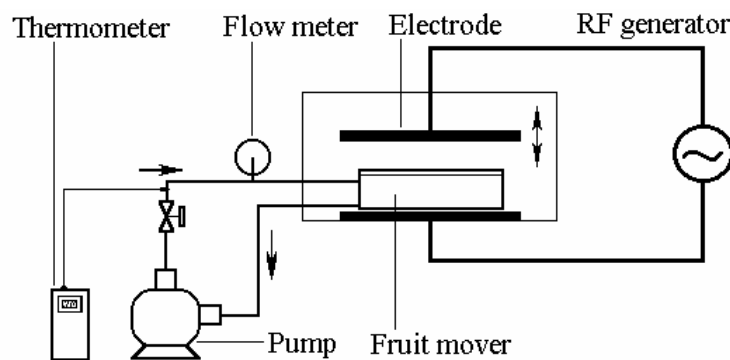 Thermometer
Flow meter
Electrode
RF generator
Pump
Fruit mover